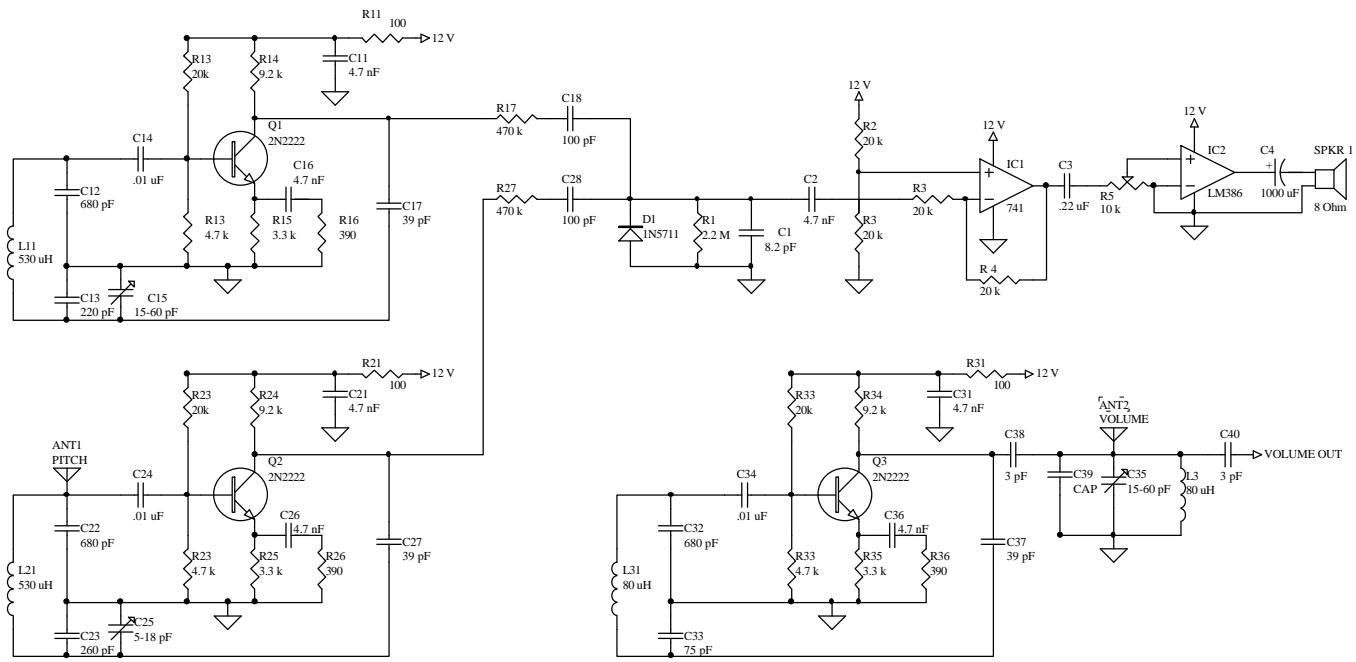 R11
100
12 V
R13
20k
R14
9.2 k
C11
4.7 nF
Q1
2N2222
C14
.01 uF
C16
4.7 nF
C12
680 pF
R13
4.7 k
R15
3.3 k
R16
390
C17
39 pF
L11
530 uH
C13
220 pF
C15
15-60 pF
R17
470 k
C18
100 pF
R27
470 k
C28
100 pF
D1
1N5711
R1
2.2 M
C1
8.2 pF
C2
4.7 nF
12 V
R2
20 k
R3
20 k
R3
20 k
12 V
IC1
741
R 4
20 k
C3
.22 uF
R5
10 k
12 V
IC2
LM386
C4
1000 uF
SPKR 1
8 Ohm
R21
100
12 V
R23
20k
R24
9.2 k
C21
4.7 nF
ANT1
PITCH
Q2
2N2222
C24
.01 uF
C26
4.7 nF
C22
680 pF
R23
4.7 k
R25
3.3 k
R26
390
C27
39 pF
L21
530 uH
C23
260 pF
C25
5-18 pF
R31
100
12 V
R33
20k
R34
9.2 k
C31
4.7 nF
Q3
2N2222
C34
.01 uF
C36
4.7 nF
C32
680 pF
R33
4.7 k
R35
3.3 k
R36
390
C37
39 pF
L31
80 uH
C33
75 pF
C38
3 pF
ANT2
VOLUME
C39
CAP
C35
15-60 pF
L3
80 uH
C40
3 pF
VOLUME OUT